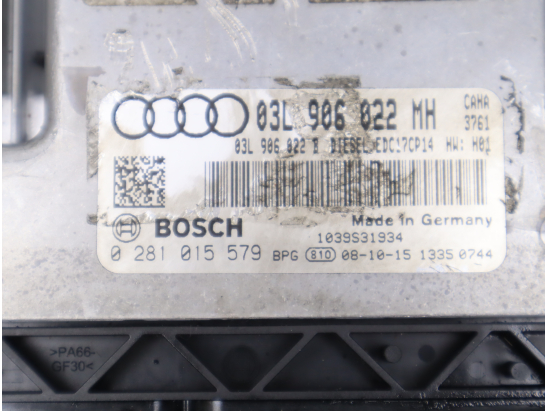 03L 906 022 MH CAHA
3761
03L 906 022 B DIESEL EDC17CP14 HW: H01
BOSCH Made in Germany
1039S31934
0 281 015 579 BPG S10 08-10-15 1335 0744
>PA66-
GF30<